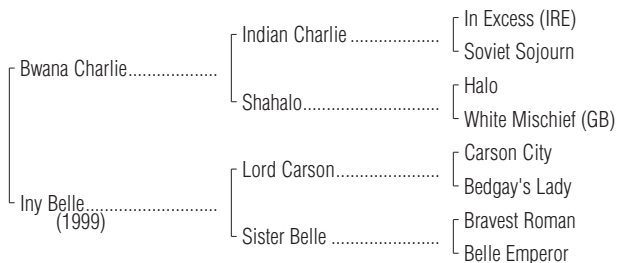 In Excess (IRE)
Indian Charlie ....................
Soviet Sojourn
Bwana Charlie....................
Halo
Shahalo..............................
White Mischief (GB)
Carson City
Lord Carson.......................
Bedgay's Lady
Iny Belle.............................
(1999)
Bravest Roman
Sister Belle ........................
Belle Emperor